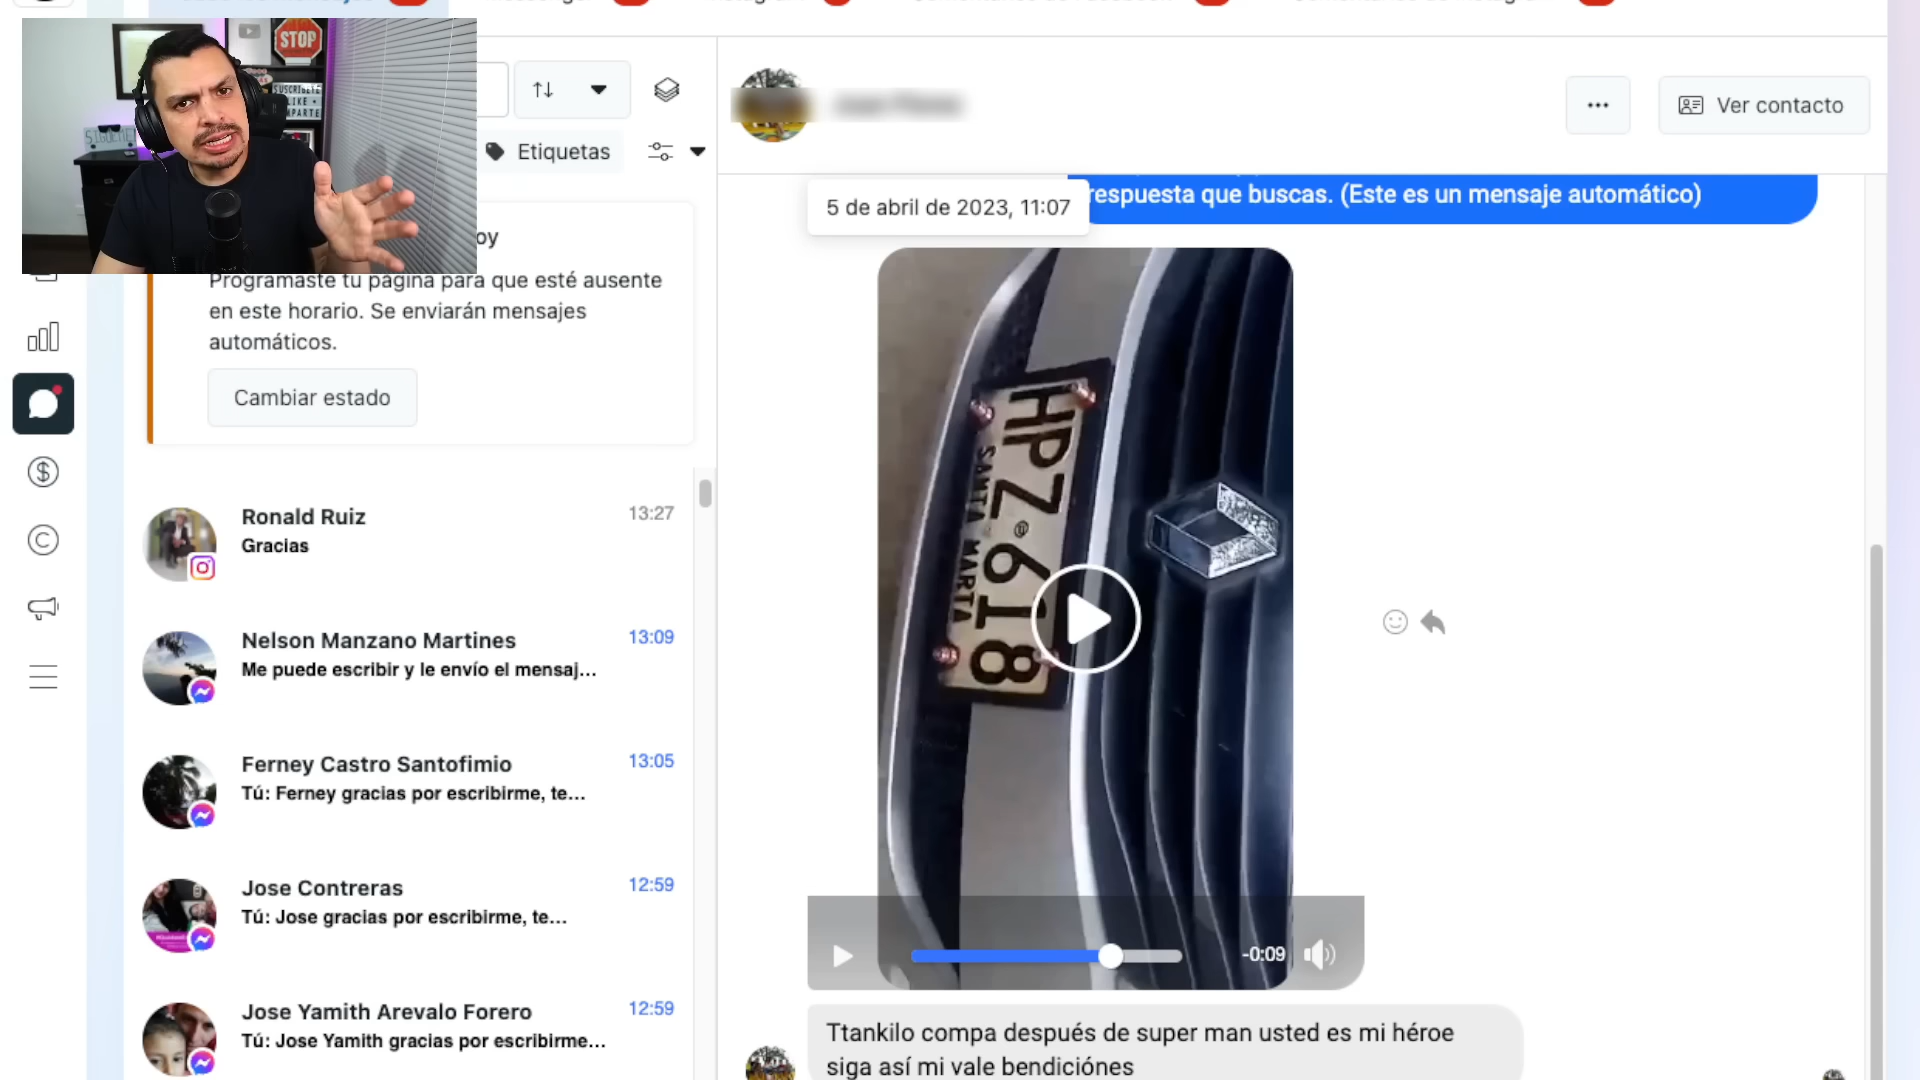 STOP
SUSCRIBETE
LIKE +
SIGUEME
Etiquetas
oy
Programaste tu página para que esté ausente
en este horario. Se enviarán mensajes
automáticos.
Cambiar estado
Ronald Ruiz
13:27
Gracias
Nelson Manzano Martines
13:09
Me puede escribir y le envío el mensaj...
Ferney Castro Santofimio
13:05
Tú: Ferney gracias por escribirme, te...
Jose Contreras
12:59
Tú: Jose gracias por escribirme, te...
Jose Yamith Arevalo Forero
12:59
Tú: Jose Yamith gracias por escribirme...
Ver contacto
respuesta que buscas. (Este es un mensaje automático)
5 de abril de 2023, 11:07
HPZ 618
SANTA MARTA
-0:09
Ttankilo compa después de super man usted es mi héroe
siga así mi vale bendiciónes